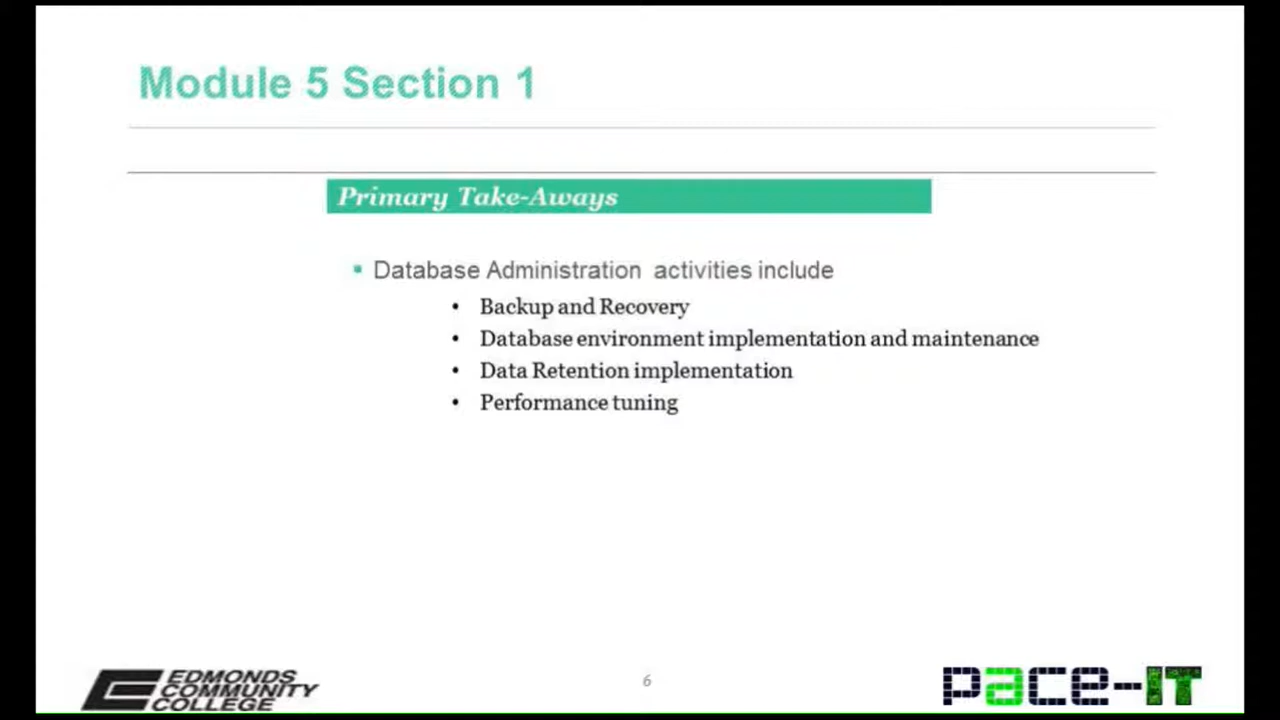 Module 5 Section 1
Primary Take-Aways
▪ Database Administration activities include
• Backup and Recovery
• Database environment implementation and maintenance
• Data Retention implementation
• Performance tuning
EDMONDS
COMMUNITY
COLLEGE
6
pace-IT